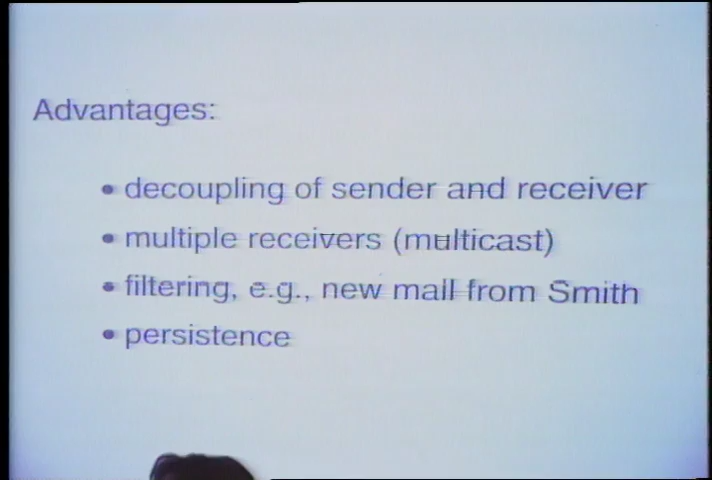 Advantages:
• decoupling of sender and receiver
• multiple receivers (multicast)
• filtering, e.g., new mail from Smith
• persistence